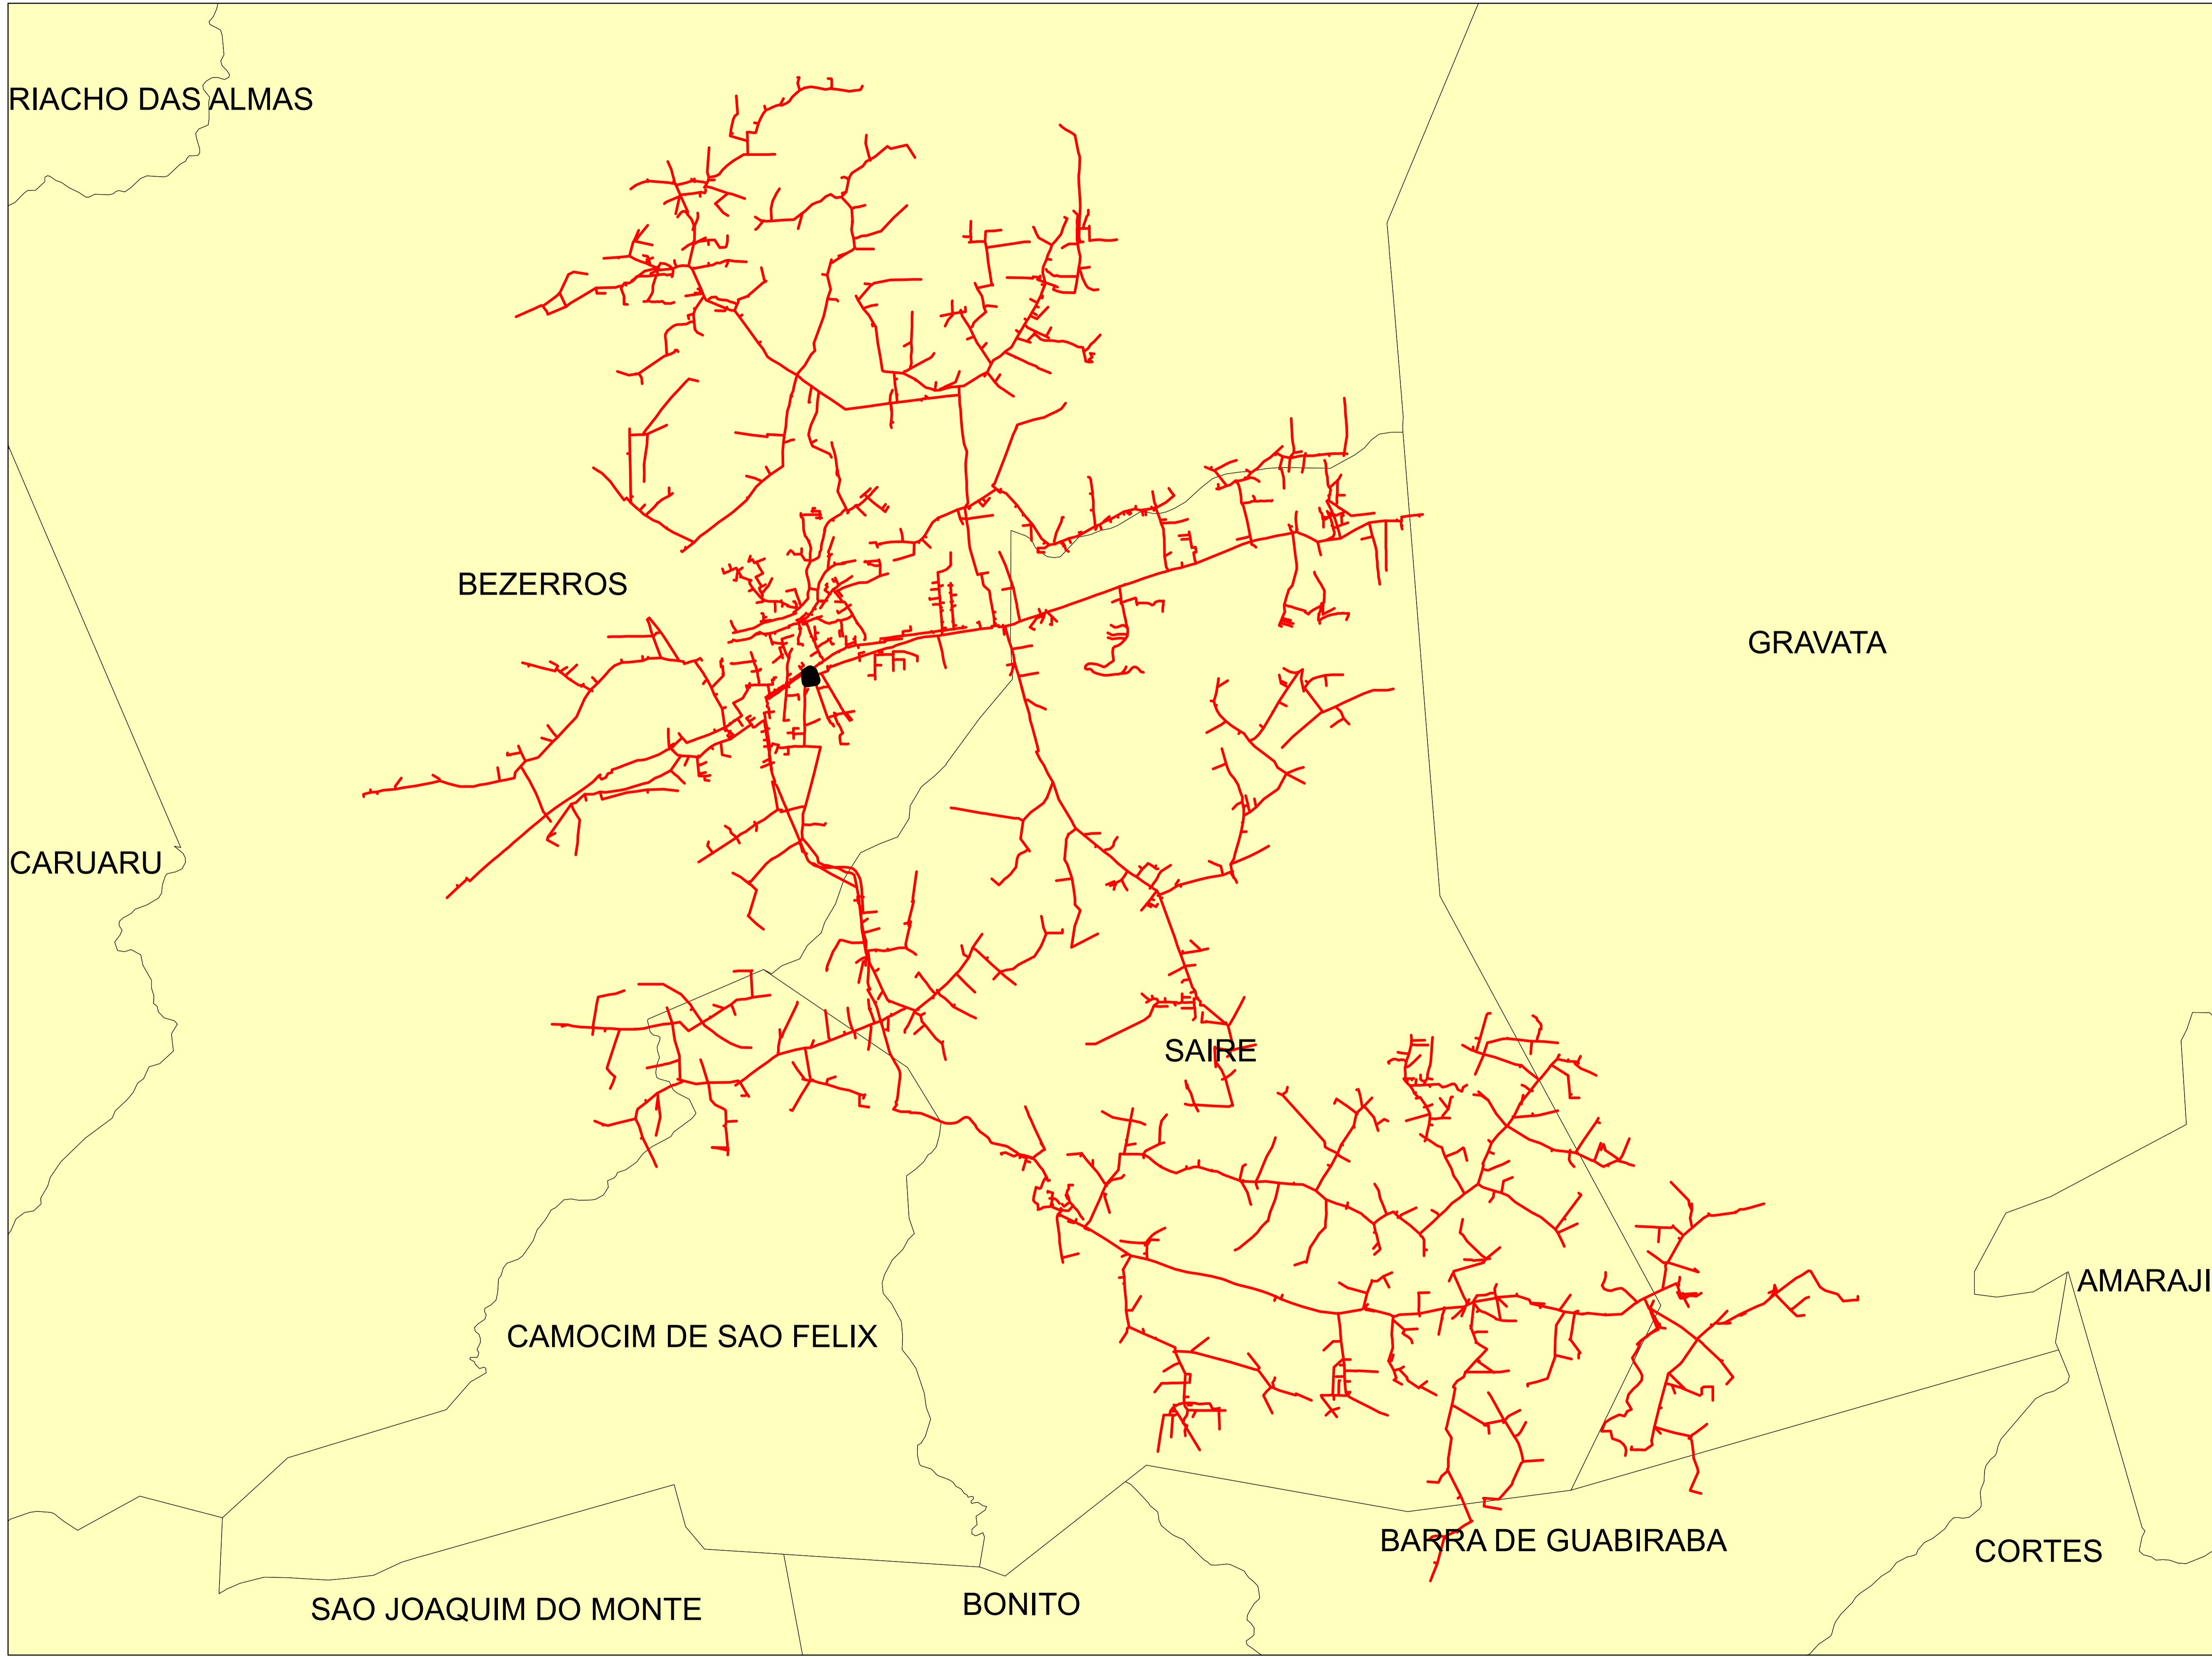 RIACHO DAS ALMAS
BEZERROS
GRAVATA
CARUARU
SAIRE
AMARAJI
CAMOCIM DE SAO FELIX
BARRA DE GUABIRABA
CORTES
SAO JOAQUIM DO MONTE
BONITO